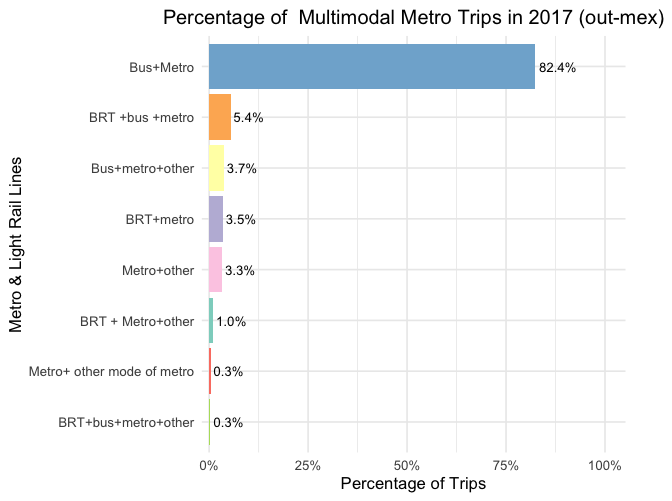 Percentage of  Multimodal Metro Trips in 2017 (out-mex)
Metro & Light Rail Lines
Bus+Metro
82.4%
BRT +bus +metro
5.4%
Bus+metro+other
3.7%
BRT+metro
3.5%
Metro+other
3.3%
BRT + Metro+other
1.0%
Metro+ other mode of metro
0.3%
BRT+bus+metro+other
0.3%
0%
25%
50%
75%
100%
Percentage of Trips